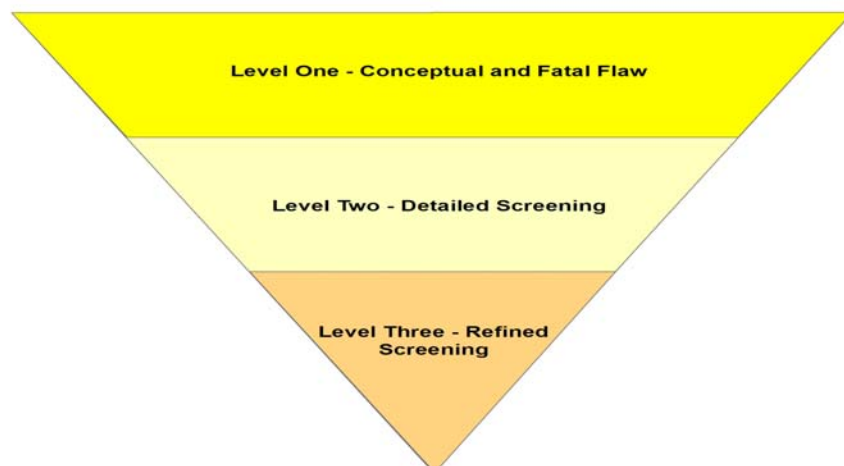 Level One - Conceptual and Fatal Flaw
Level Two - Detailed Screening
Level Three - Refined
Screening